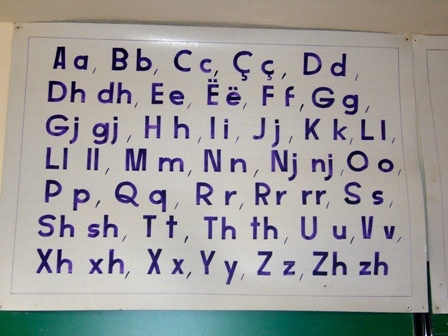 Aa, Bb, Cc, Çç, Dd,
Dh dh, Ee, Ëë, Ff, Gg,
Gj gj, Hh, Ii, Jj, Kk, Ll,
Ll ll, Mm, Nn, Nj nj, Oo,
Pp, Qq, Rr, Rr rr, Ss,
Sh sh, Tt, Th th, Uu, Vv,
Xh xh, Xx, Yy, Zz, Zh zh